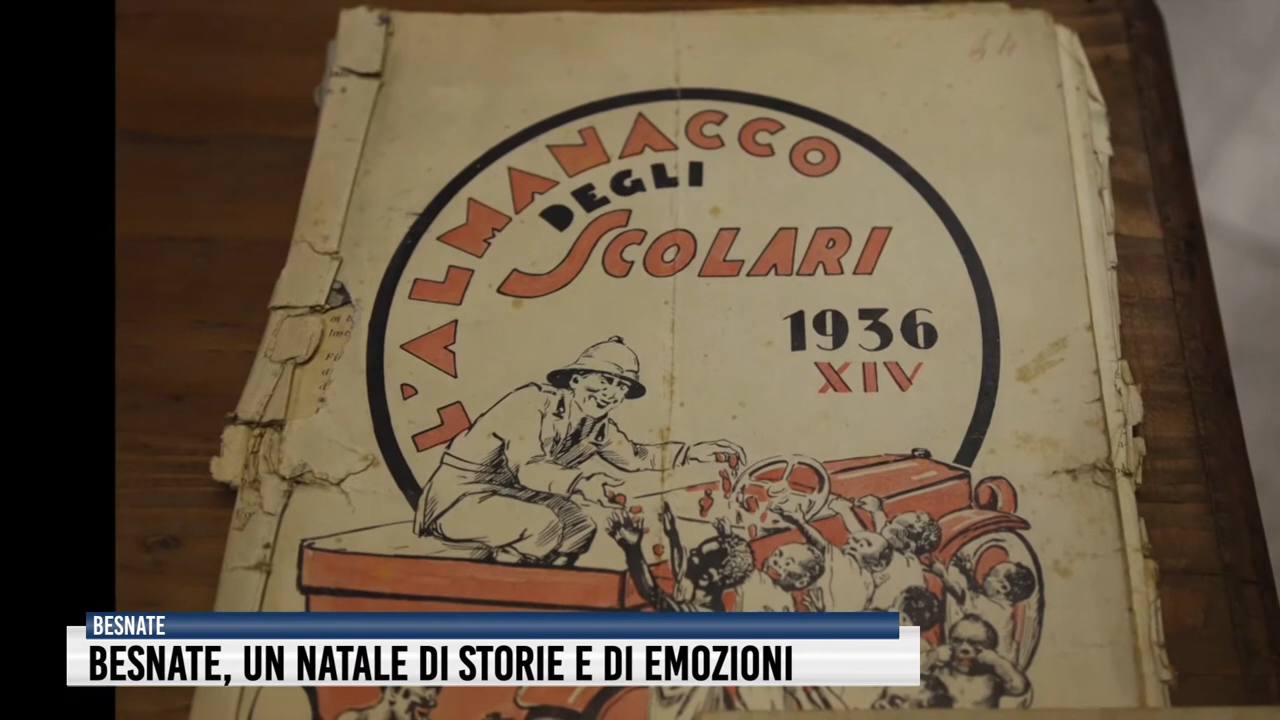 L'ALMANACCO
DEGLI
SCOLARI
1936
XIV
BESNATE
BESNATE, UN NATALE DI STORIE E DI EMOZIONI